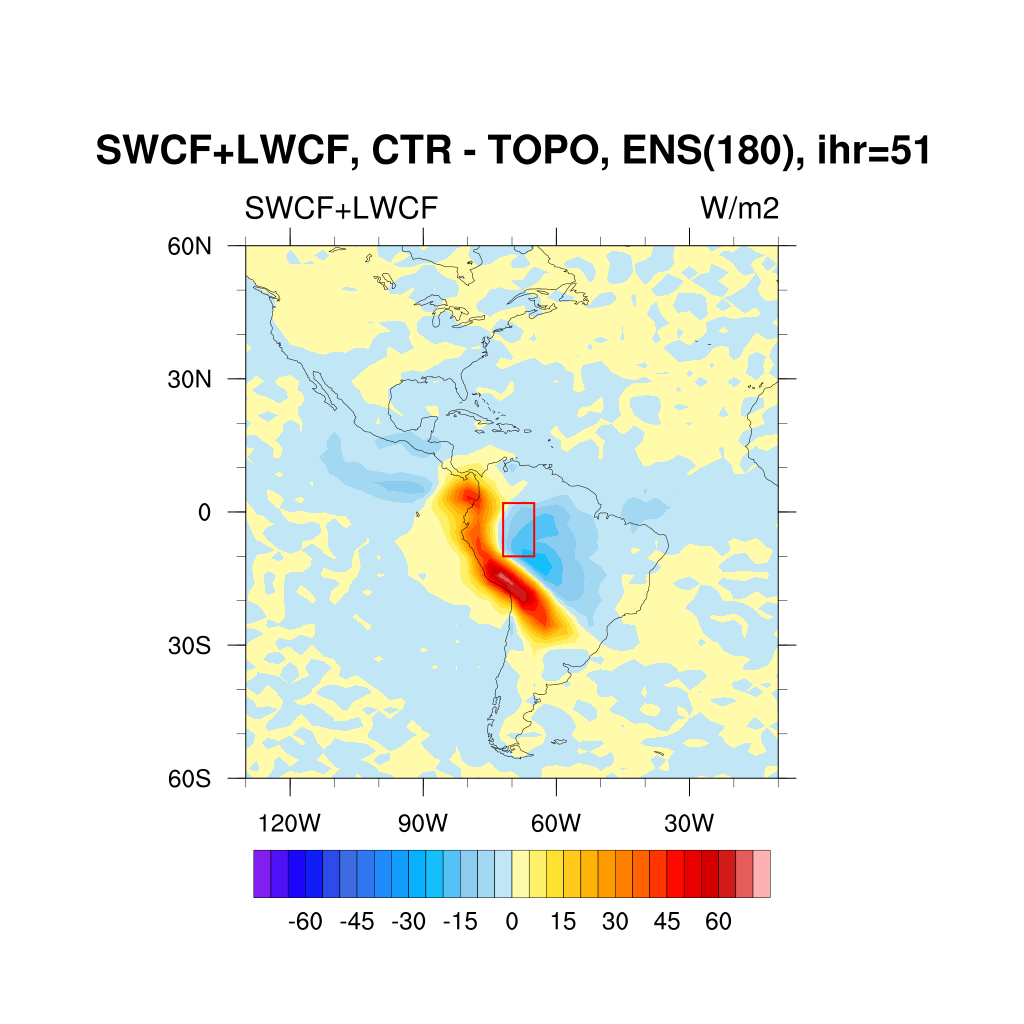 SWCF+LWCF, CTR - TOPO, ENS(180), ihr=51
SWCF+LWCF W/m2
60N
30N
0
30S
60S
120W 90W 60W 30W
-60 -45 -30 -15 0 15 30 45 60